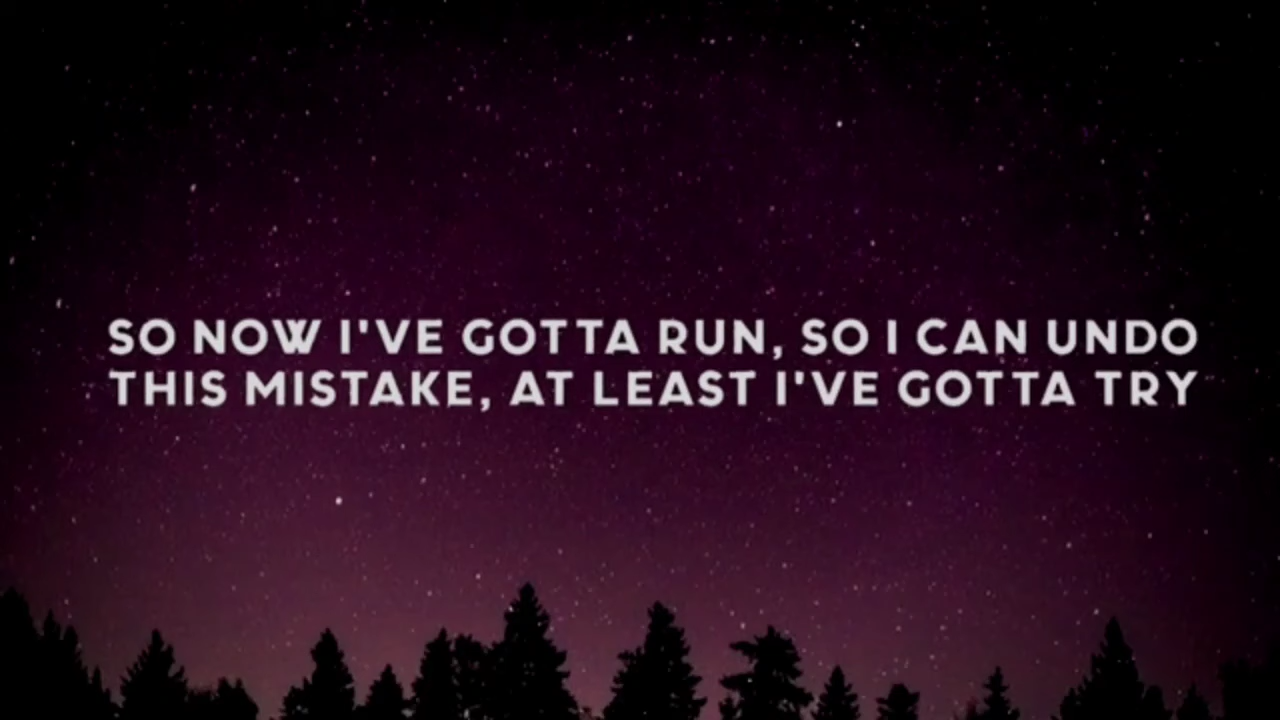 SO NOW I'VE GOTTA RUN, SO I CAN UNDO
THIS MISTAKE, AT LEAST I'VE GOTTA TRY